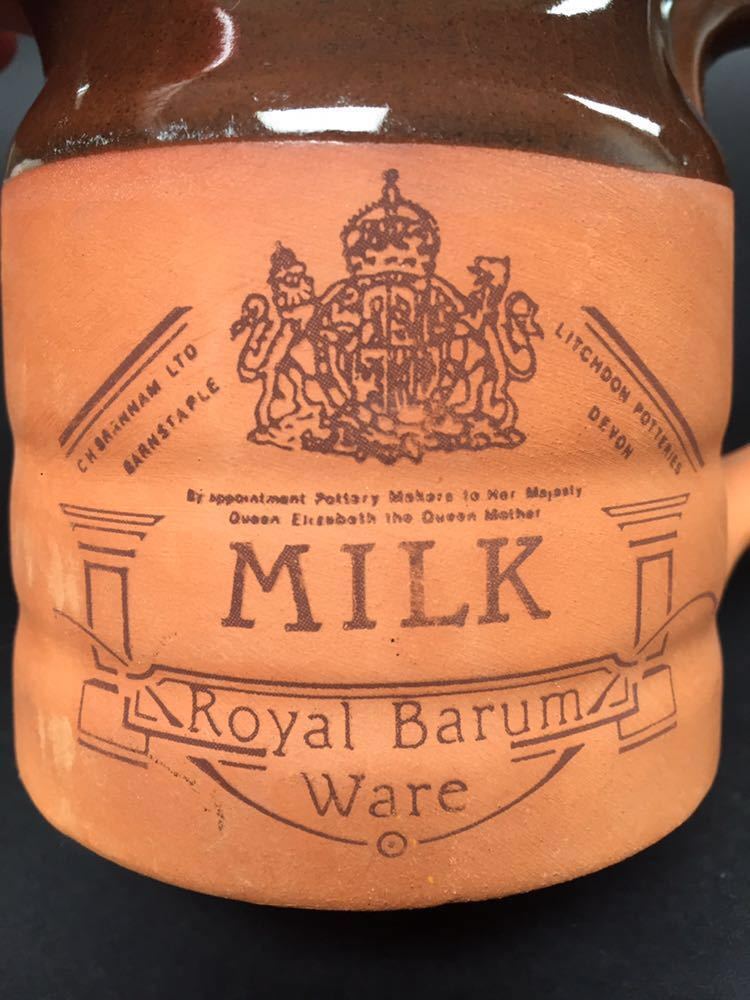 C H BRANNAM LTD
BARNSTAPLE
LITCHDON POTTERIES
DEVON
By appointment Pottery Makers to Her Majesty
Queen Elizabeth the Queen Mother
MILK
Royal Barum
Ware